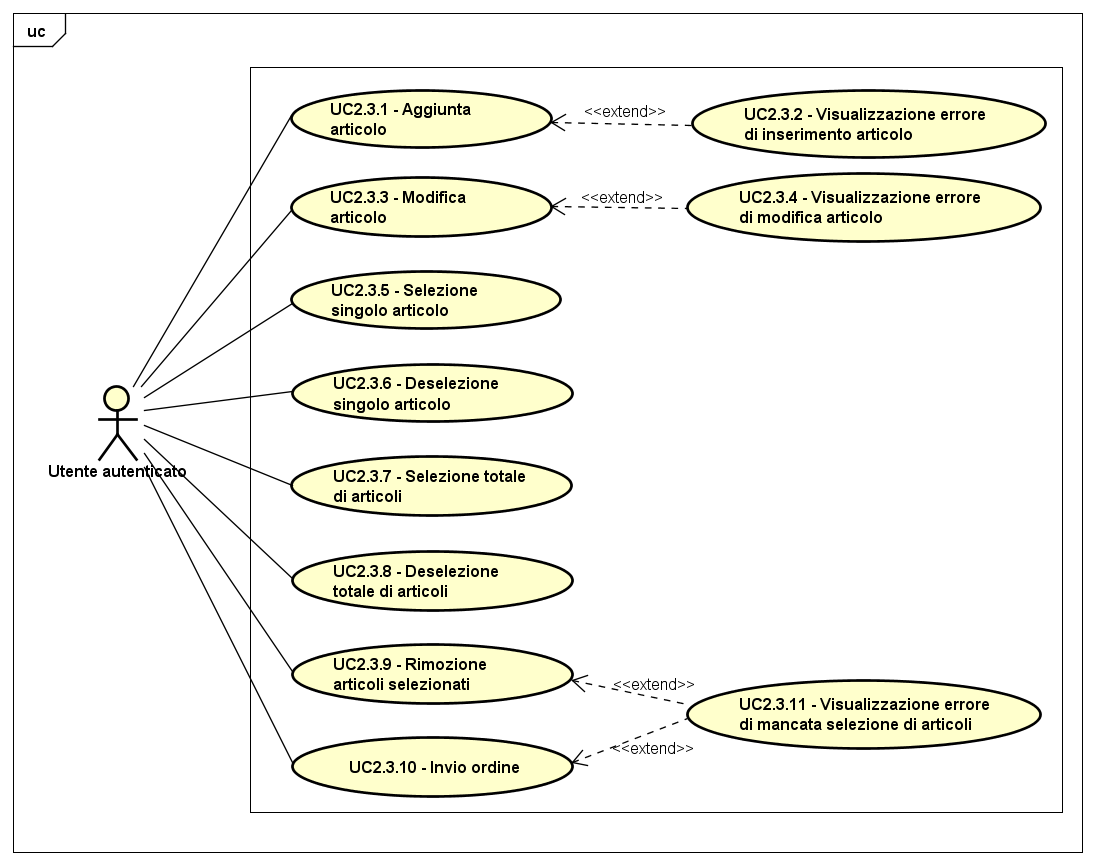 uc
UC2.3.1 - Aggiunta
articolo
<<extend>>
UC2.3.2 - Visualizzazione errore
di inserimento articolo
UC2.3.3 - Modifica
articolo
<<extend>>
UC2.3.4 - Visualizzazione errore
di modifica articolo
UC2.3.5 - Selezione
singolo articolo
UC2.3.6 - Deselezione
singolo articolo
Utente autenticato
UC2.3.7 - Selezione totale
di articoli
UC2.3.8 - Deselezione
totale di articoli
UC2.3.9 - Rimozione
articoli selezionati
<<extend>>
UC2.3.11 - Visualizzazione errore
di mancata selezione di articoli
<<extend>>
UC2.3.10 - Invio ordine